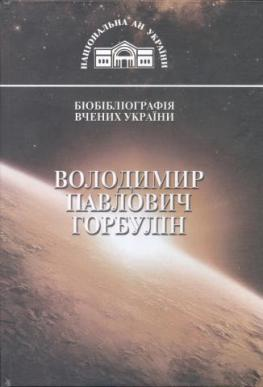 НАЦІОНАЛЬНА АН УКРАЇНИ
БІОБІБЛІОГРАФІЯ
ВЧЕНИХ УКРАЇНИ
ВОЛОДИМИР
ПАВЛОВИЧ
ГОРБУЛІН